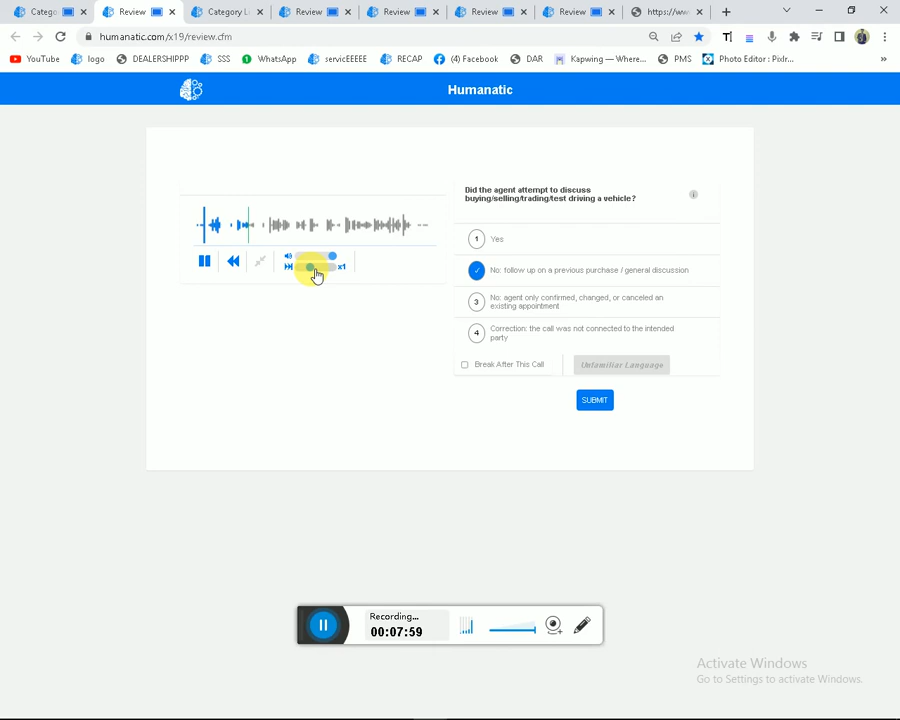 Catego
Review
Category Li
Review
Review
Review
Review
https://ww
humanatic.com/x19/review.cfm
YouTube
logo
DEALERSHIPPP
SSS
WhatsApp
servicEEEEE
RECAP
(4) Facebook
DAR
Kapwing — Where...
PMS
Photo Editor : Pixlr...
»
Humanatic
Did the agent attempt to discuss
buying/selling/trading/test driving a vehicle?
1 Yes
No: follow up on a previous purchase / general discussion
3 No: agent only confirmed, changed, or canceled an
existing appointment
4 Correction: the call was not connected to the intended
party
x1
Break After This Call
Unfamiliar Language
SUBMIT
Recording...
00:07:59
Activate Windows
Go to Settings to activate Windows.